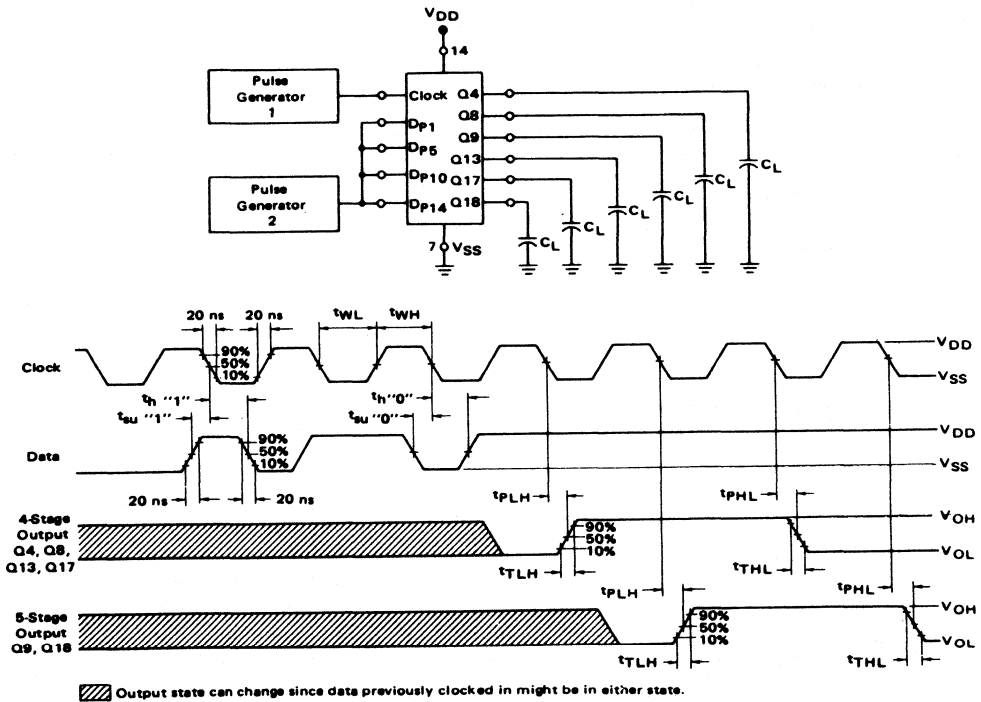 VDD
14
Pulse
Generator
1
Clock Q4
Q8
DP1
Q9
DP5
Q13
DP10 Q17
Pulse
Generator
2
DP14 Q18
CL
CL
CL
CL
CL
CL
7 VSS
20 ns 20 ns tWL tWH
Clock
90%
50%
10%
VDD
VSS
th "1" th "0"
tsu "1" tsu "0"
Data
90%
50%
10%
VDD
VSS
20 ns 20 ns
tPLH tPHL
4-Stage
Output
Q4, Q8,
Q13, Q17
90%
50%
10%
VOH
VOL
tTLH tTHL
tPLH tPHL
5-Stage
Output
Q9, Q18
90%
50%
10%
VOH
VOL
tTLH tTHL
Output state can change since data previously clocked in might be in either state.